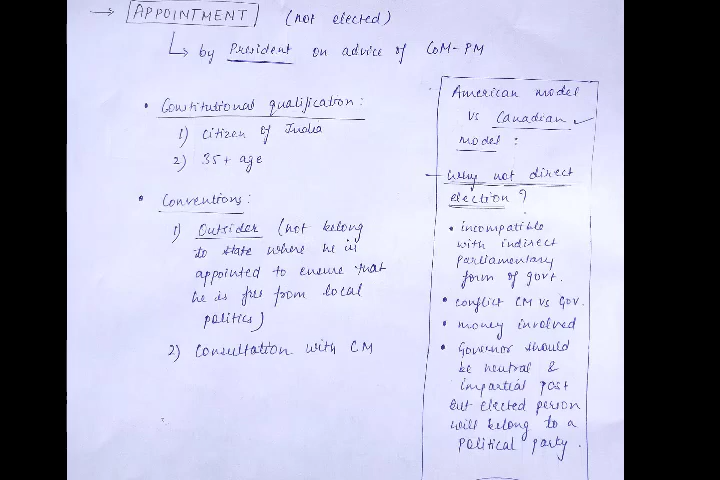 → APPOINTMENT (not elected)
↳ by President on advice of CoM-PM
• Constitutional qualification:
1) Citizen of India
2) 35+ age
• Conventions:
1) Outsider (not belong
to state where he is
appointed to ensure that
he is free from local
politics)
2) Consultation with CM
American model
vs Canadian ✓
model:
Why not direct
election?
• incompatible
with indirect
parliamentary
form of govt.
• conflict CM vs Gov.
• money involved
• Governor should
be neutral &
impartial post
but elected person
will belong to a
political party.